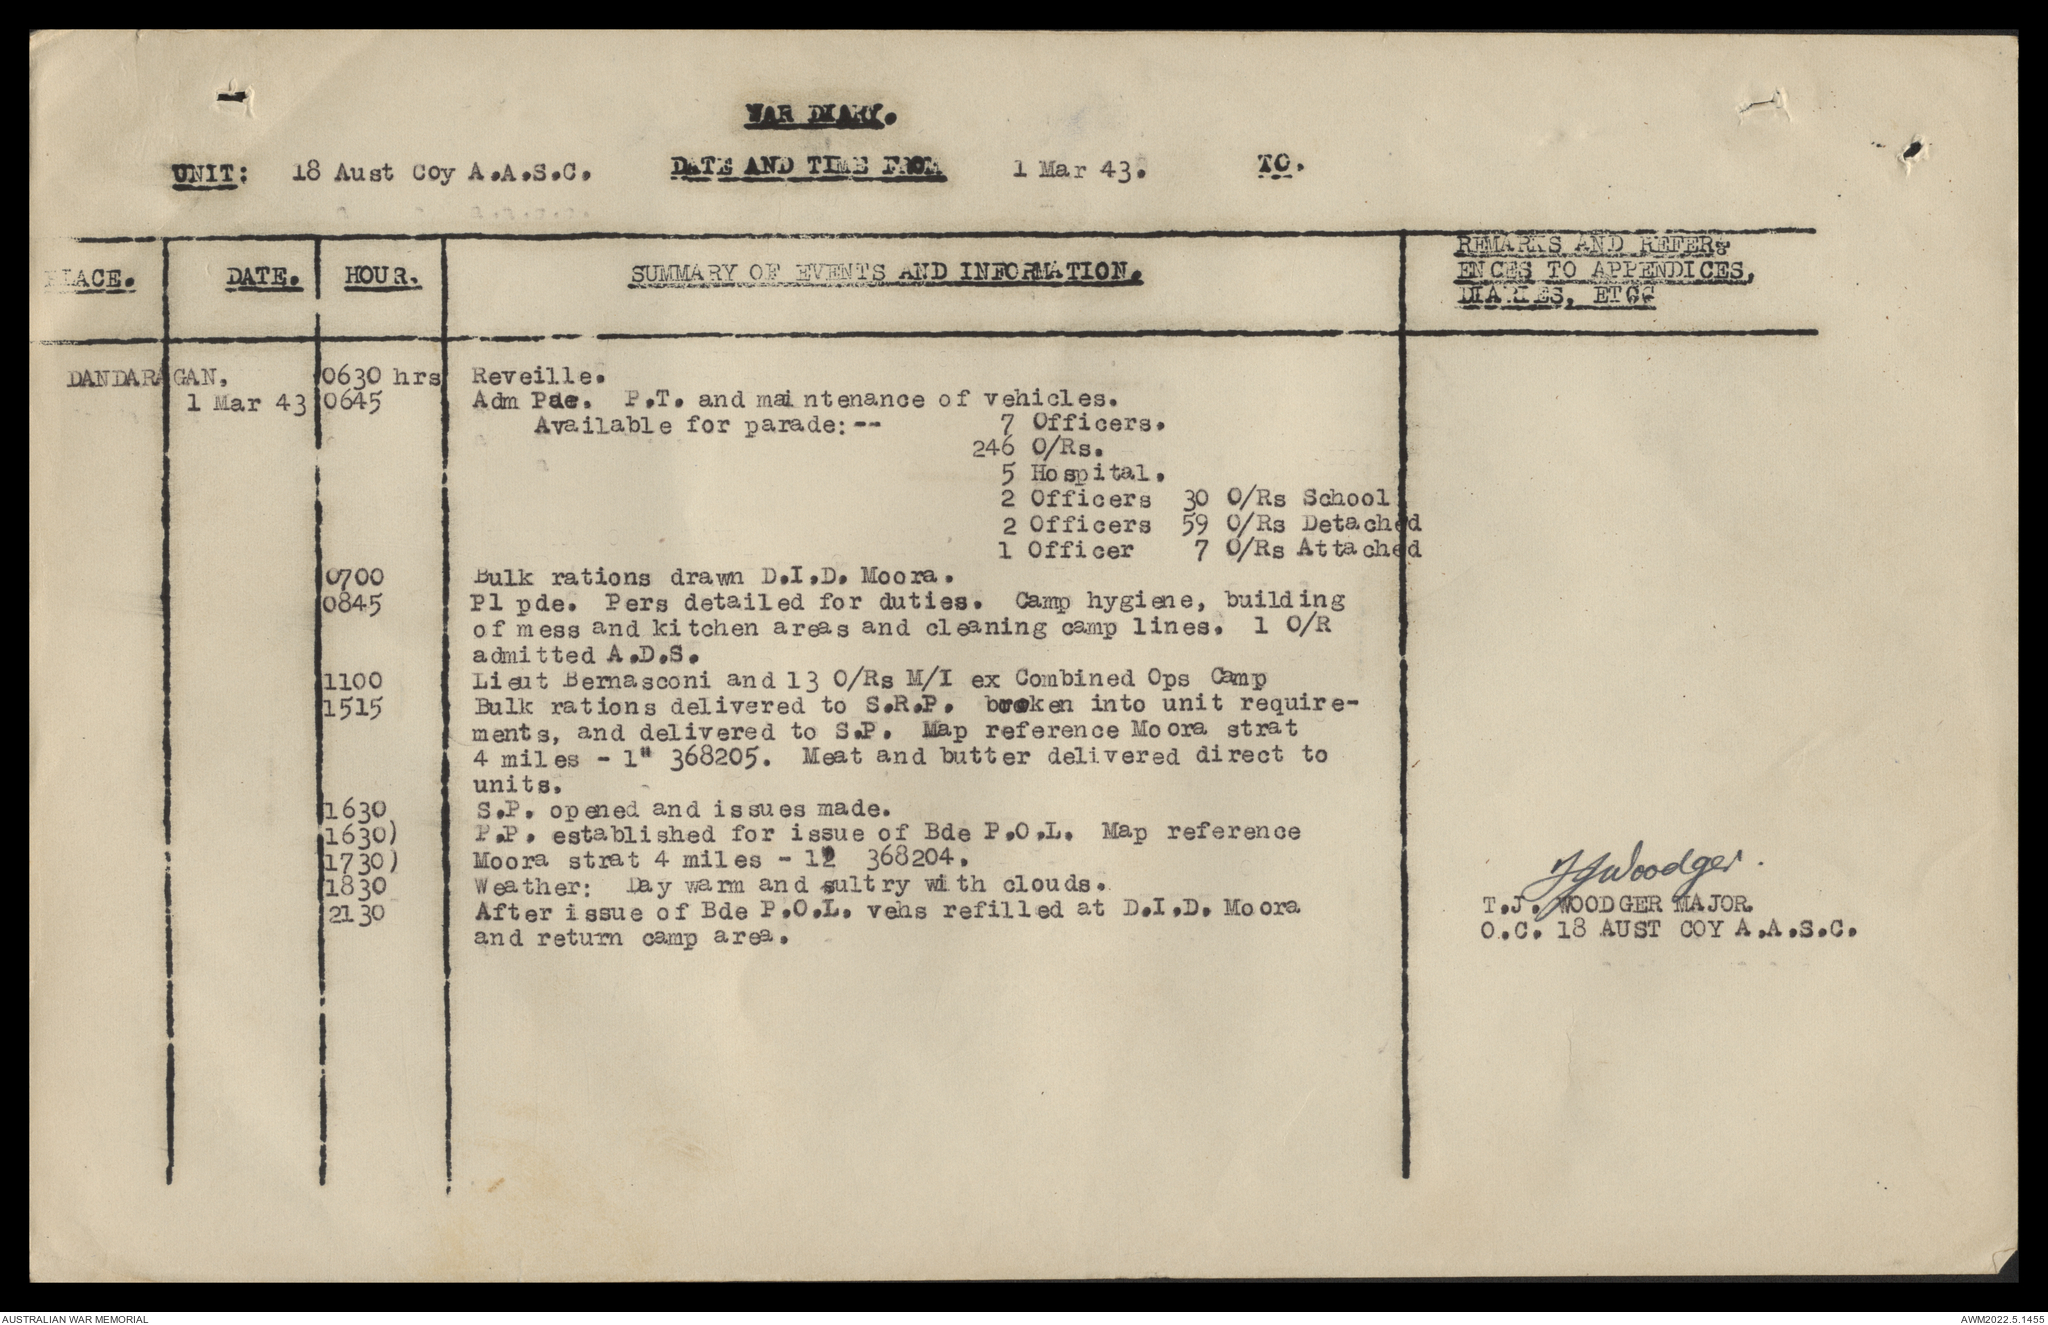 WAR DIARY.
UNIT: 18 Aust Coy A.A.S.C. DATE AND TIME FROM 1 Mar 43. TO.
PLACE. DATE. HOUR. SUMMARY OF EVENTS AND INFORMATION. REMARKS AND REFER-
ENCES TO APPENDICES,
DIARIES, ETC
DANDARAGAN. 0630 hrs Reveille.
1 Mar 43 0645 Adm Pde. P.T. and maintenance of vehicles.
Available for parade:-- 7 Officers.
246 O/Rs.
5 Hospital.
2 Officers 30 O/Rs School
2 Officers 59 O/Rs Detached
1 Officer 7 O/Rs Attached
0700 Bulk rations drawn D.I.D. Moora.
0845 Pl pde. Pers detailed for duties. Camp hygiene, building
of mess and kitchen areas and cleaning camp lines. 1 O/R
admitted A.D.S.
1100 Lieut Bernasconi and 13 O/Rs M/I ex Combined Ops Camp
1515 Bulk rations delivered to S.R.P. broken into unit require-
ments, and delivered to S.P. Map reference Moora strat
4 miles - 1" 368205. Meat and butter delivered direct to
units.
1630 S.P. opened and issues made.
1630) P.P. established for issue of Bde P.O.L. Map reference
1730) Moora strat 4 miles - 1" 368204.
1830 Weather: Day warm and sultry with clouds.
2130 After issue of Bde P.O.L. vehs refilled at D.I.D. Moora
and return camp area.
TJWoodger.
T.J. WOODGER MAJOR.
O.C. 18 AUST COY A.A.S.C.
AUSTRALIAN WAR MEMORIAL AWM2022.5.1455